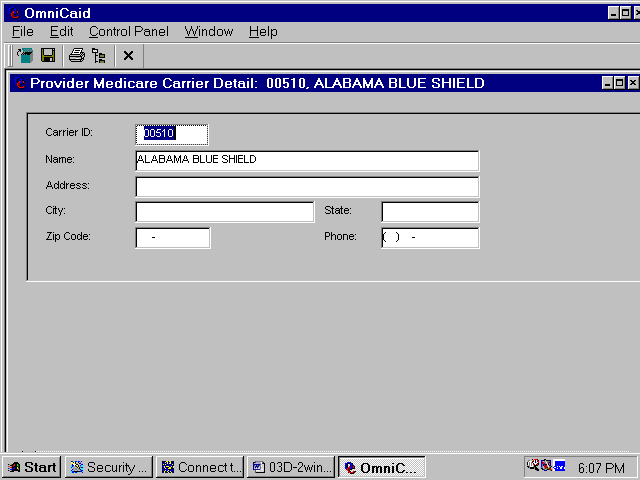 OmniCaid
File Edit Control Panel Window Help
Provider Medicare Carrier Detail: 00510, ALABAMA BLUE SHIELD
Carrier ID: 00510
Name: ALABAMA BLUE SHIELD
Address:
City: State:
Zip Code: - Phone: ( ) -
Start Security ... Connect t... 03D-2win... OmniC... 6:07 PM